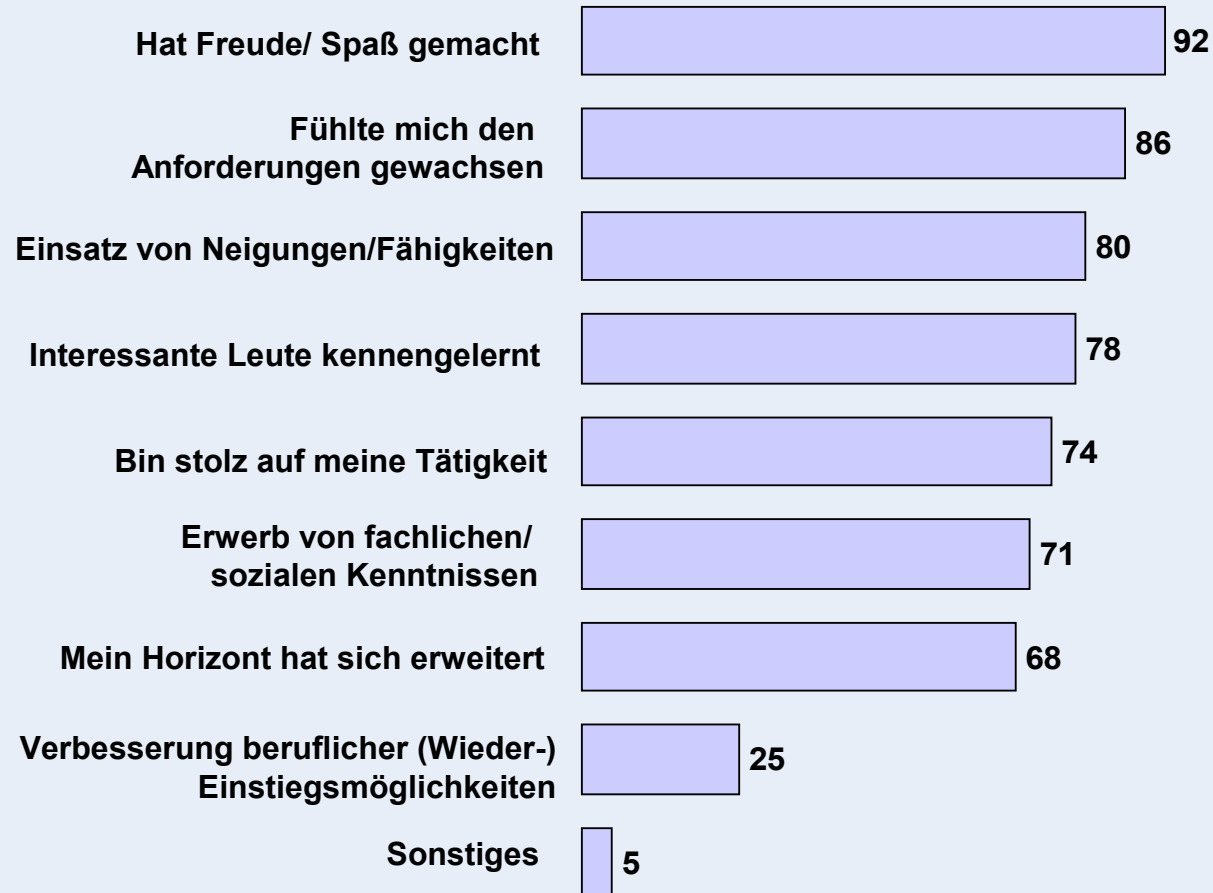 Hat Freude/ Spaß gemacht 92
Fühlte mich den
Anforderungen gewachsen 86
Einsatz von Neigungen/Fähigkeiten 80
Interessante Leute kennengelernt 78
Bin stolz auf meine Tätigkeit 74
Erwerb von fachlichen/
sozialen Kenntnissen 71
Mein Horizont hat sich erweitert 68
Verbesserung beruflicher (Wieder-)
Einstiegsmöglichkeiten 25
Sonstiges 5